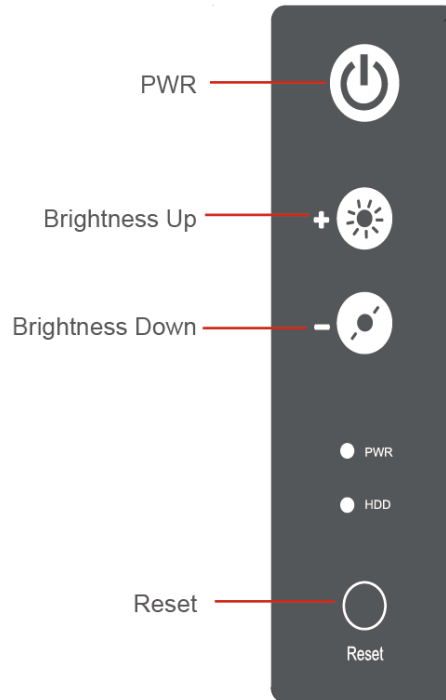 PWR
Brightness Up
+
Brightness Down
-
PWR
HDD
Reset
Reset